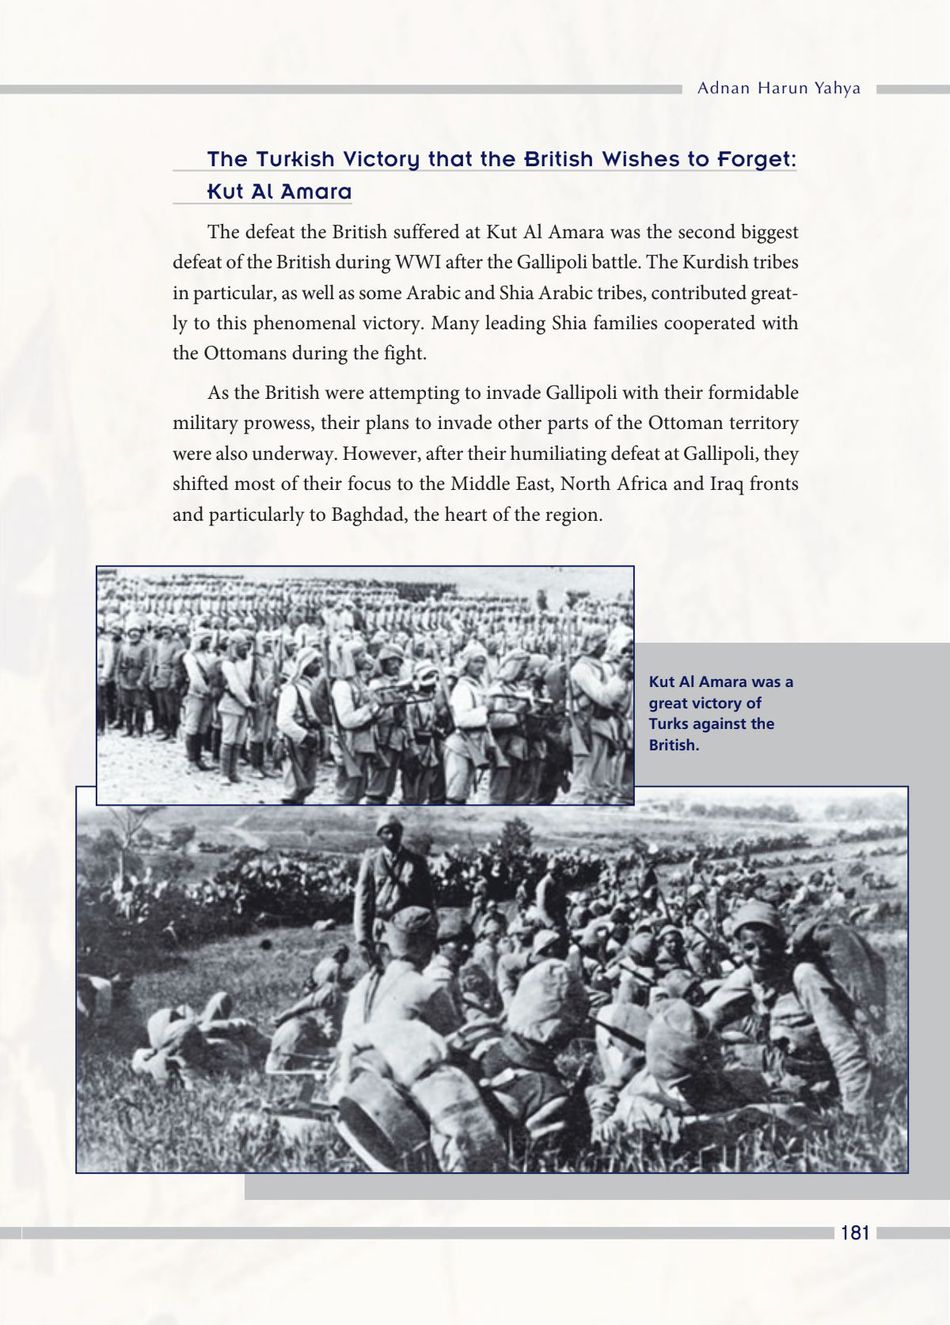 Adnan Harun Yahya
The Turkish Victory that the British Wishes to Forget:
Kut Al Amara
The defeat the British suffered at Kut Al Amara was the second biggest
defeat of the British during WWI after the Gallipoli battle. The Kurdish tribes
in particular, as well as some Arabic and Shia Arabic tribes, contributed great-
ly to this phenomenal victory. Many leading Shia families cooperated with
the Ottomans during the fight.
As the British were attempting to invade Gallipoli with their formidable
military prowess, their plans to invade other parts of the Ottoman territory
were also underway. However, after their humiliating defeat at Gallipoli, they
shifted most of their focus to the Middle East, North Africa and Iraq fronts
and particularly to Baghdad, the heart of the region.
Kut Al Amara was a
great victory of
Turks against the
British.
181